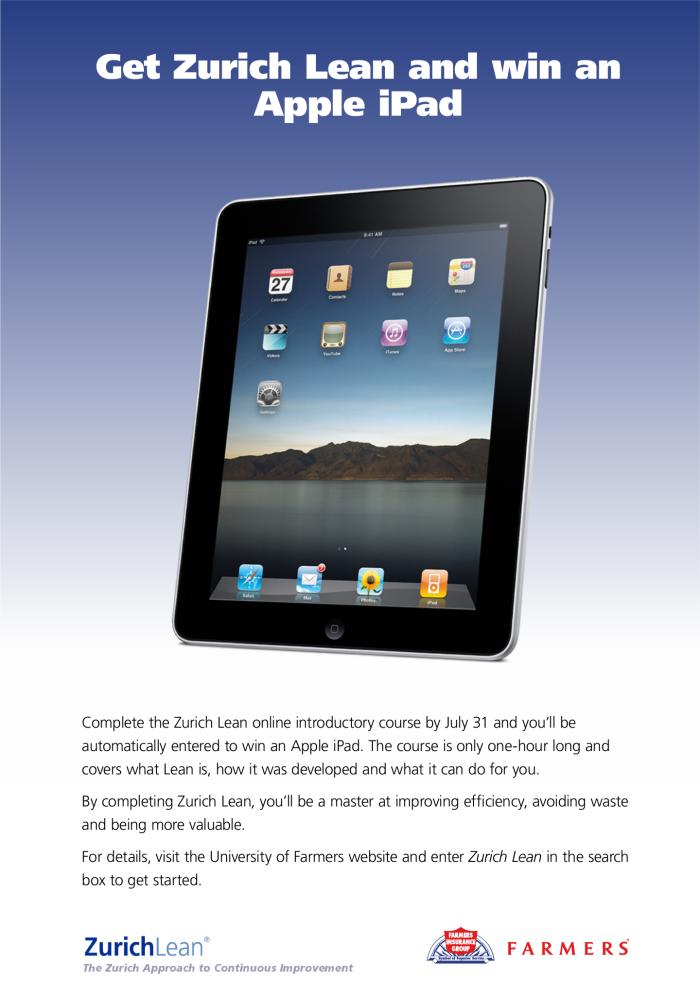 Get Zurich Lean and win an
Apple iPad
iPad
9:41 AM
27
Calendar
Contacts
Notes
Maps
Videos
YouTube
iTunes
App Store
Settings
Safari
Mail
Photos
iPod
Complete the Zurich Lean online introductory course by July 31 and you’ll be
automatically entered to win an Apple iPad. The course is only one-hour long and
covers what Lean is, how it was developed and what it can do for you.
By completing Zurich Lean, you’ll be a master at improving efficiency, avoiding waste
and being more valuable.
For details, visit the University of Farmers website and enter Zurich Lean in the search
box to get started.
ZurichLean®
The Zurich Approach to Continuous Improvement
FARMERS
INSURANCE
GROUP
Symbol of Superior Service
FARMERS®